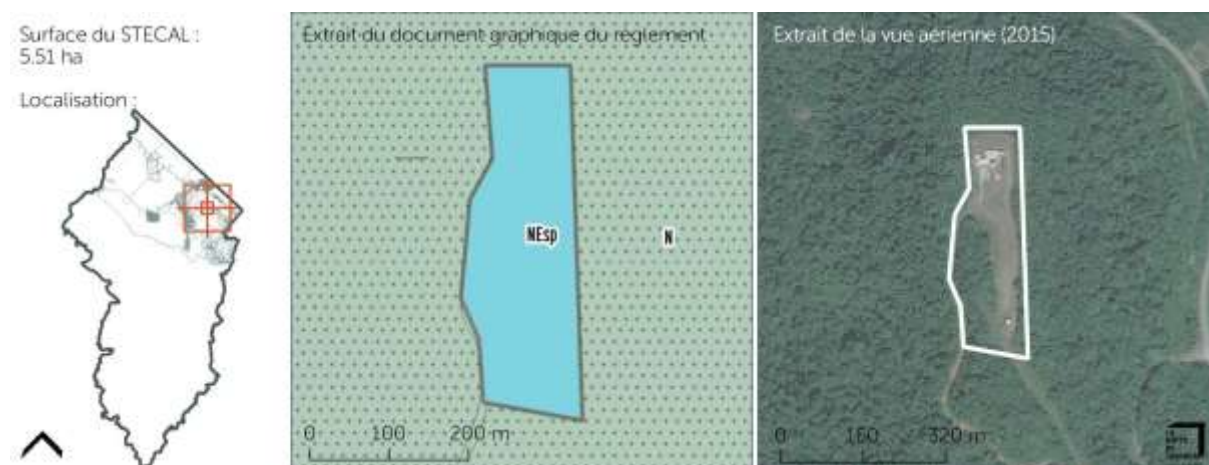 Surface du STECAL :
5.51 ha
Localisation :
Extrait du document graphique du règlement
NEsp
N
0 100 200 m
Extrait de la vue aérienne (2015)
0 160 320 m